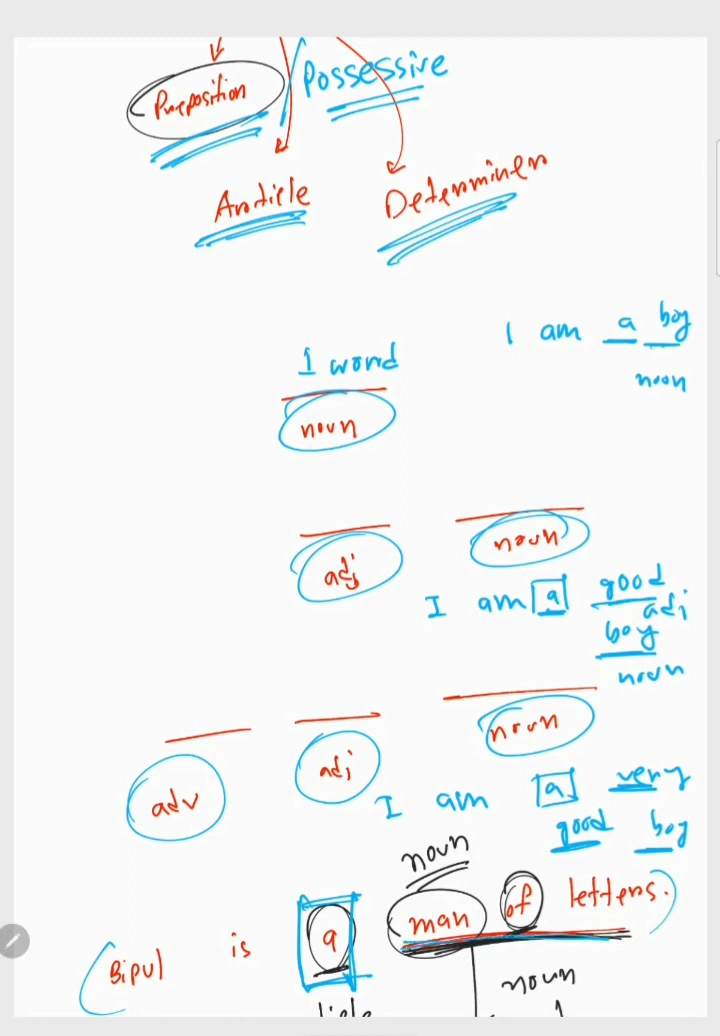 Preposition
Possessive
Article
Determiner
1 word
I am a boy
noun
noun
adj
noun
I am a good
adj
boy
noun
adv
adj
noun
I am a very
good boy
noun
(Bipul is a man of letters.)
noun